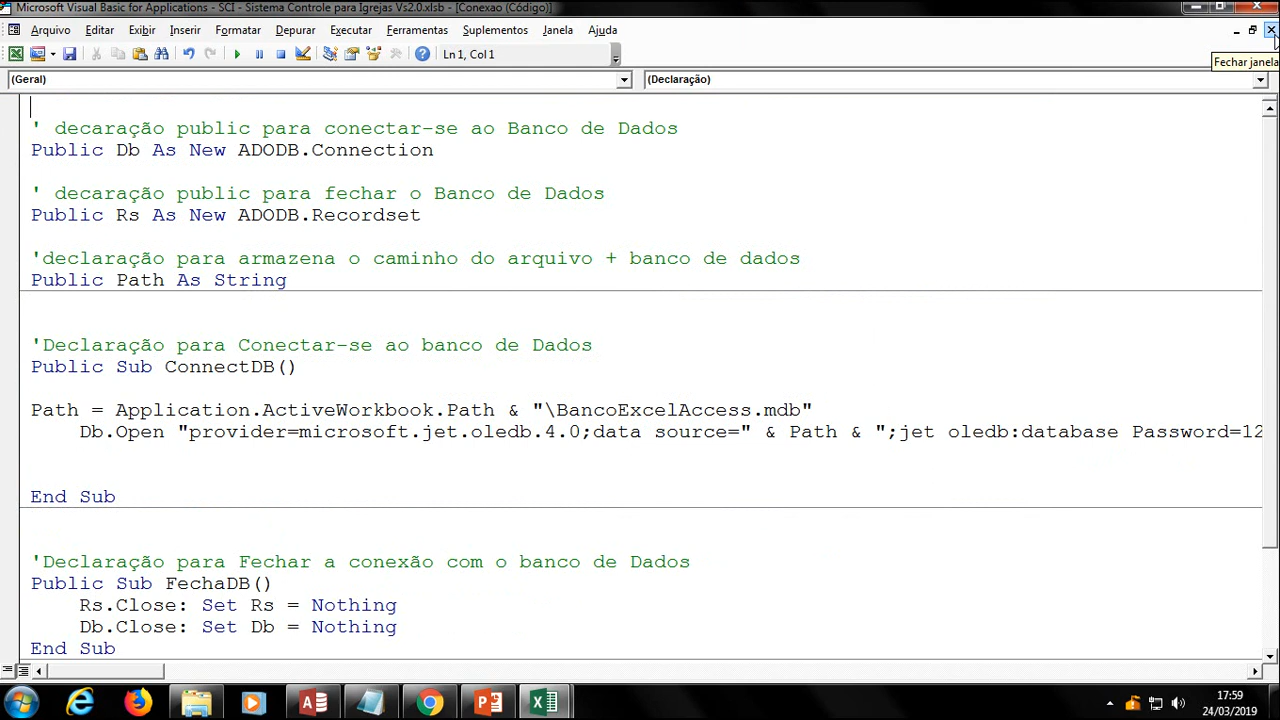 Microsoft Visual Basic for Applications - SCI - Sistema Controle para Igrejas Vs2.0.xlsb - [Conexao (Código)]
Arquivo Editar Exibir Inserir Formatar Depurar Executar Ferramentas Suplementos Janela Ajuda
Ln 1, Col 1
Fechar janela
(Geral) (Declaração)
' decaração public para conectar-se ao Banco de Dados
Public Db As New ADODB.Connection
' decaração public para fechar o Banco de Dados
Public Rs As New ADODB.Recordset
'declaração para armazena o caminho do arquivo + banco de dados
Public Path As String
'Declaração para Conectar-se ao banco de Dados
Public Sub ConnectDB()
Path = Application.ActiveWorkbook.Path & "\BancoExcelAccess.mdb"
Db.Open "provider=microsoft.jet.oledb.4.0;data source=" & Path & ";jet oledb:database Password=12
End Sub
'Declaração para Fechar a conexão com o banco de Dados
Public Sub FechaDB()
Rs.Close: Set Rs = Nothing
Db.Close: Set Db = Nothing
End Sub
17:59
24/03/2019